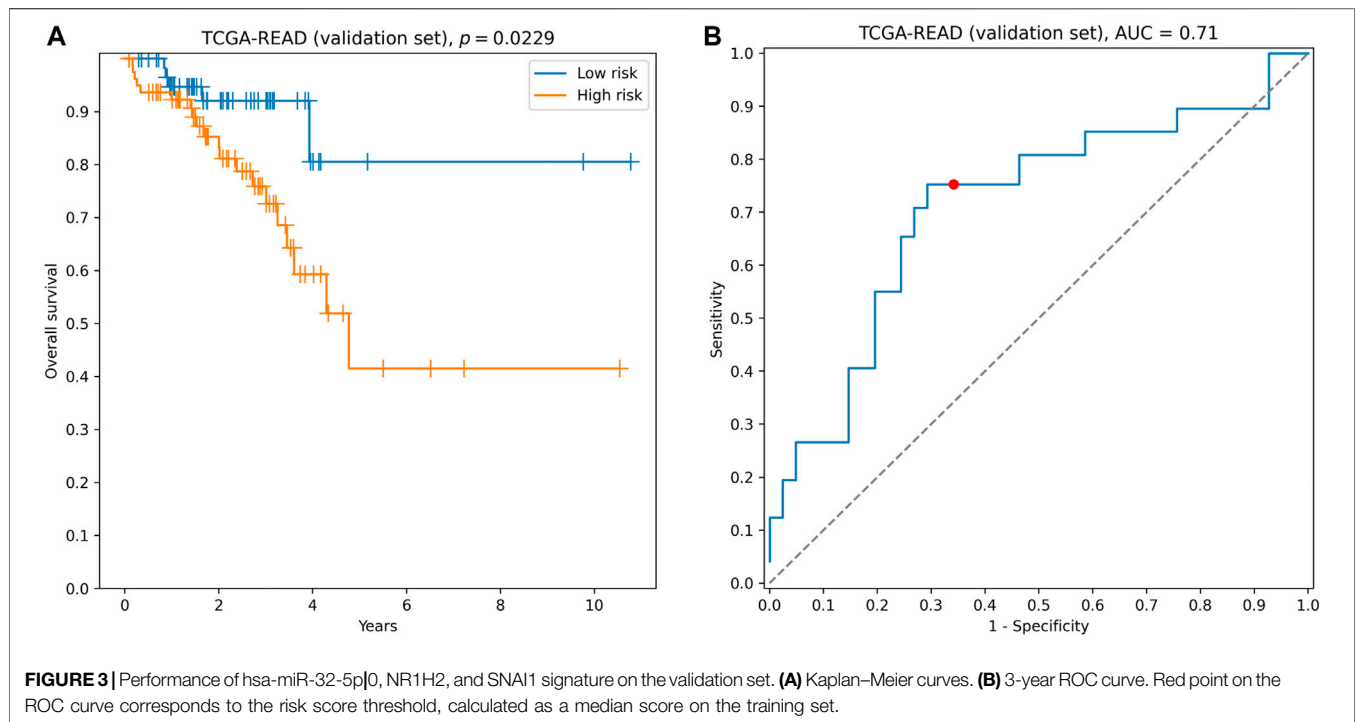 A
TCGA-READ (validation set), p = 0.0229
Low risk
High risk
0.9
0.8
0.7
0.6
0.5
0.4
0.3
0.2
0.1
0.0
Overall survival
0 2 4 6 8 10
Years
B
TCGA-READ (validation set), AUC = 0.71
1.0
0.9
0.8
0.7
0.6
0.5
0.4
0.3
0.2
0.1
0.0
Sensitivity
0.0 0.1 0.2 0.3 0.4 0.5 0.6 0.7 0.8 0.9 1.0
1 - Specificity
FIGURE 3 | Performance of hsa-miR-32-5p|0, NR1H2, and SNAI1 signature on the validation set. (A) Kaplan–Meier curves. (B) 3-year ROC curve. Red point on the
ROC curve corresponds to the risk score threshold, calculated as a median score on the training set.